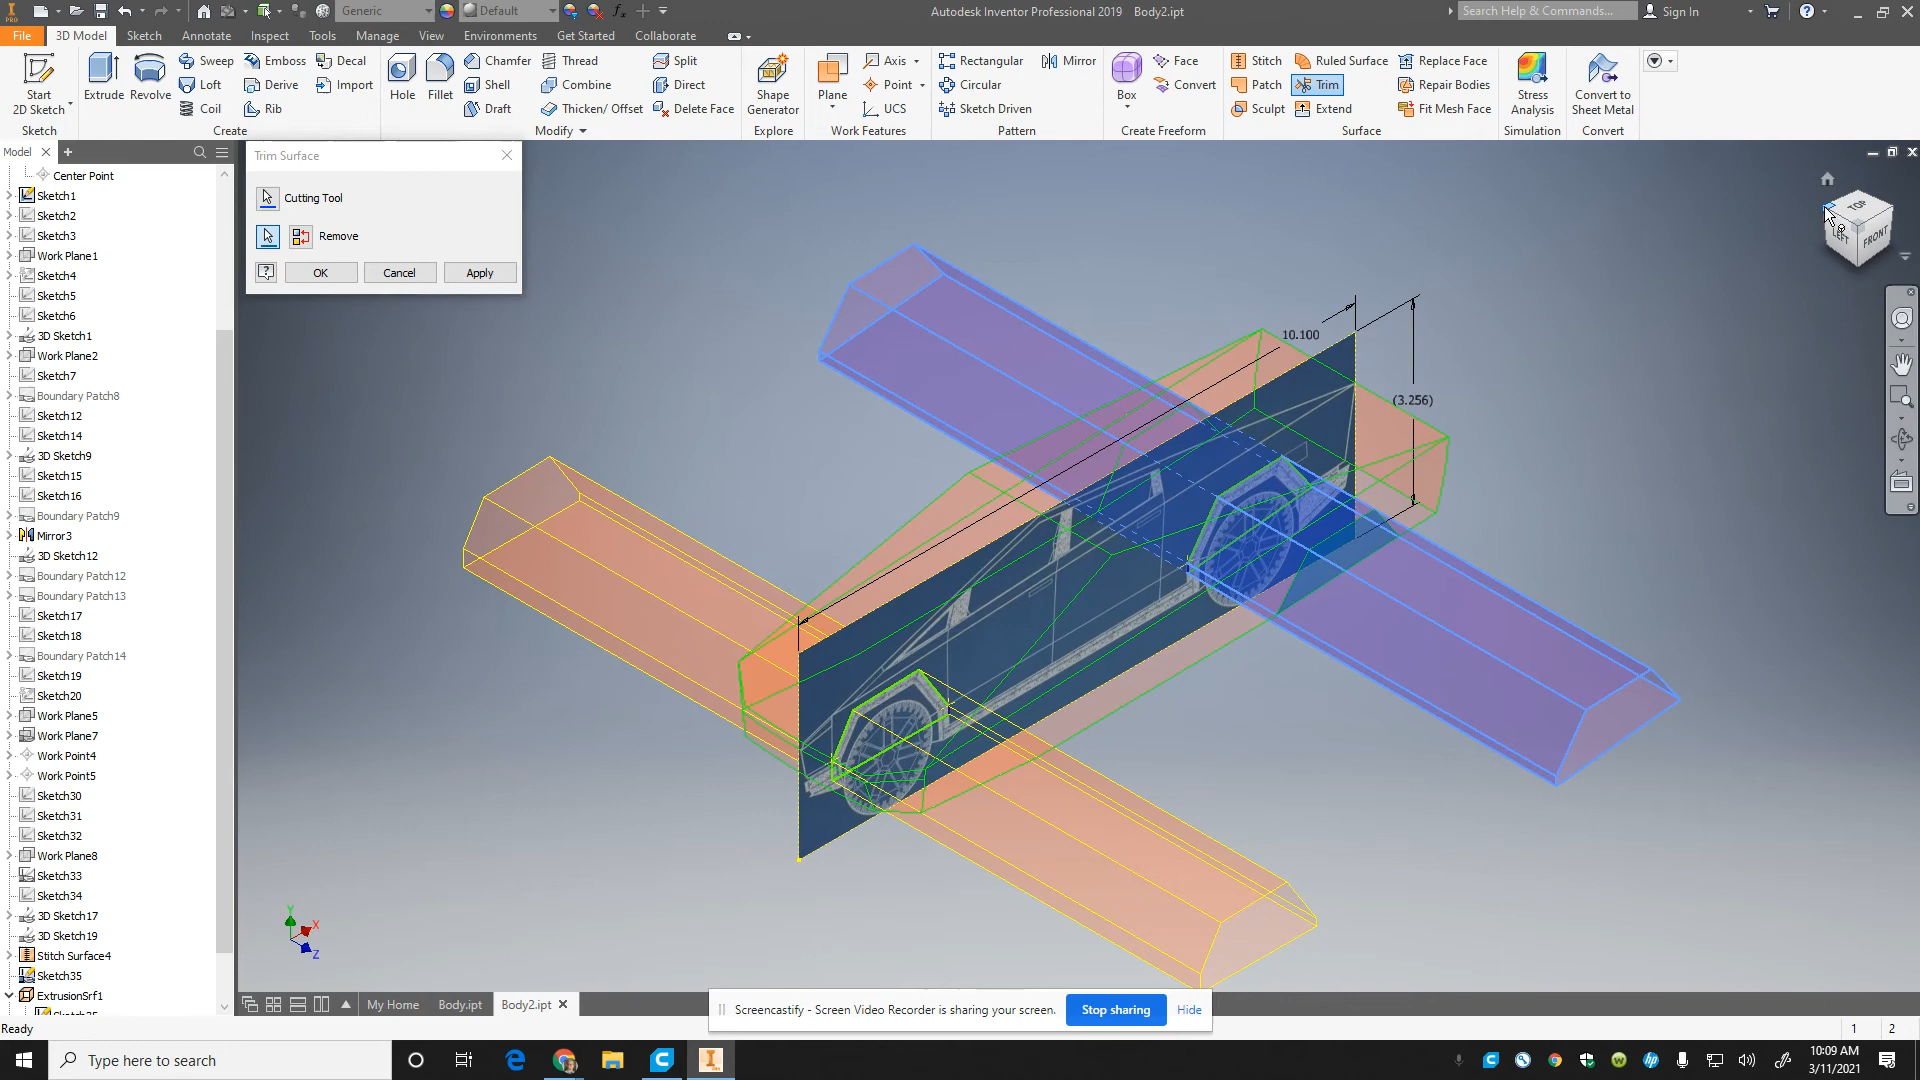 Generic
Default
Autodesk Inventor Professional 2019 Body2.ipt
Search Help & Commands...
Sign In
File
3D Model
Sketch
Annotate
Inspect
Tools
Manage
View
Environments
Get Started
Collaborate
Start
2D Sketch
Sketch
Extrude
Revolve
Sweep
Loft
Coil
Emboss
Derive
Rib
Decal
Import
Create
Hole
Fillet
Chamfer
Shell
Draft
Thread
Combine
Thicken/ Offset
Split
Direct
Delete Face
Modify
Shape
Generator
Explore
Plane
Axis
Point
UCS
Work Features
Rectangular
Circular
Sketch Driven
Mirror
Pattern
Box
Face
Convert
Create Freeform
Stitch
Patch
Sculpt
Ruled Surface
Trim
Extend
Replace Face
Repair Bodies
Fit Mesh Face
Surface
Stress
Analysis
Simulation
Convert to
Sheet Metal
Convert
Model
Center Point
Sketch1
Sketch2
Sketch3
Work Plane1
Sketch4
Sketch5
Sketch6
3D Sketch1
Work Plane2
Sketch7
Boundary Patch8
Sketch12
Sketch14
3D Sketch9
Sketch15
Sketch16
Boundary Patch9
Mirror3
3D Sketch12
Boundary Patch12
Boundary Patch13
Sketch17
Sketch18
Boundary Patch14
Sketch19
Sketch20
Work Plane5
Work Plane7
Work Point4
Work Point5
Sketch30
Sketch31
Sketch32
Work Plane8
Sketch33
Sketch34
3D Sketch17
3D Sketch19
Stitch Surface4
Sketch35
ExtrusionSrf1
Sketch35
Trim Surface
Cutting Tool
Remove
OK
Cancel
Apply
TOP
LEFT
FRONT
10.100
(3.256)
Y
X
Z
My Home
Body.ipt
Body2.ipt
Screencastify - Screen Video Recorder is sharing your screen.
Stop sharing
Hide
Ready
1
2
Type here to search
10:09 AM
3/11/2021